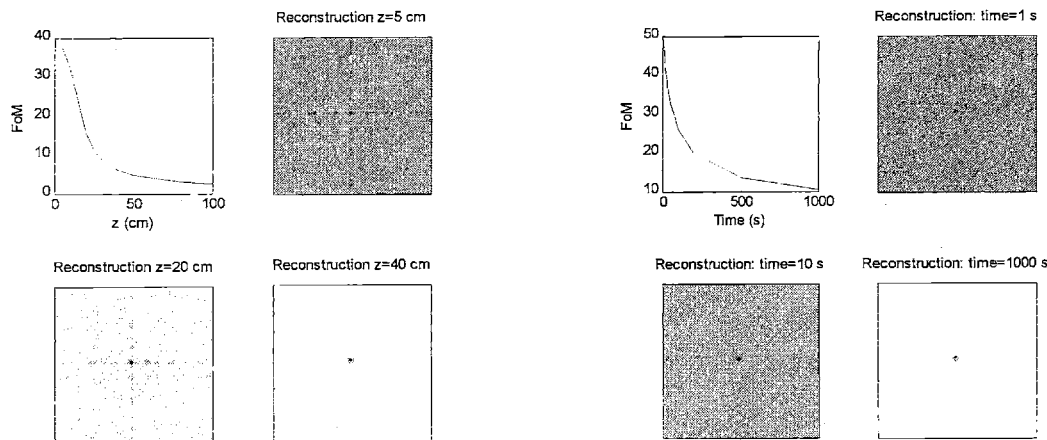 Reconstruction z=5 cm
40
30
20
10
0
FoM
0
50
100
z (cm)
Reconstruction z=20 cm
Reconstruction z=40 cm
Reconstruction: time=1 s
50
40
30
20
10
FoM
0
500
1000
Time (s)
Reconstruction: time=10 s
Reconstruction: time=1000 s